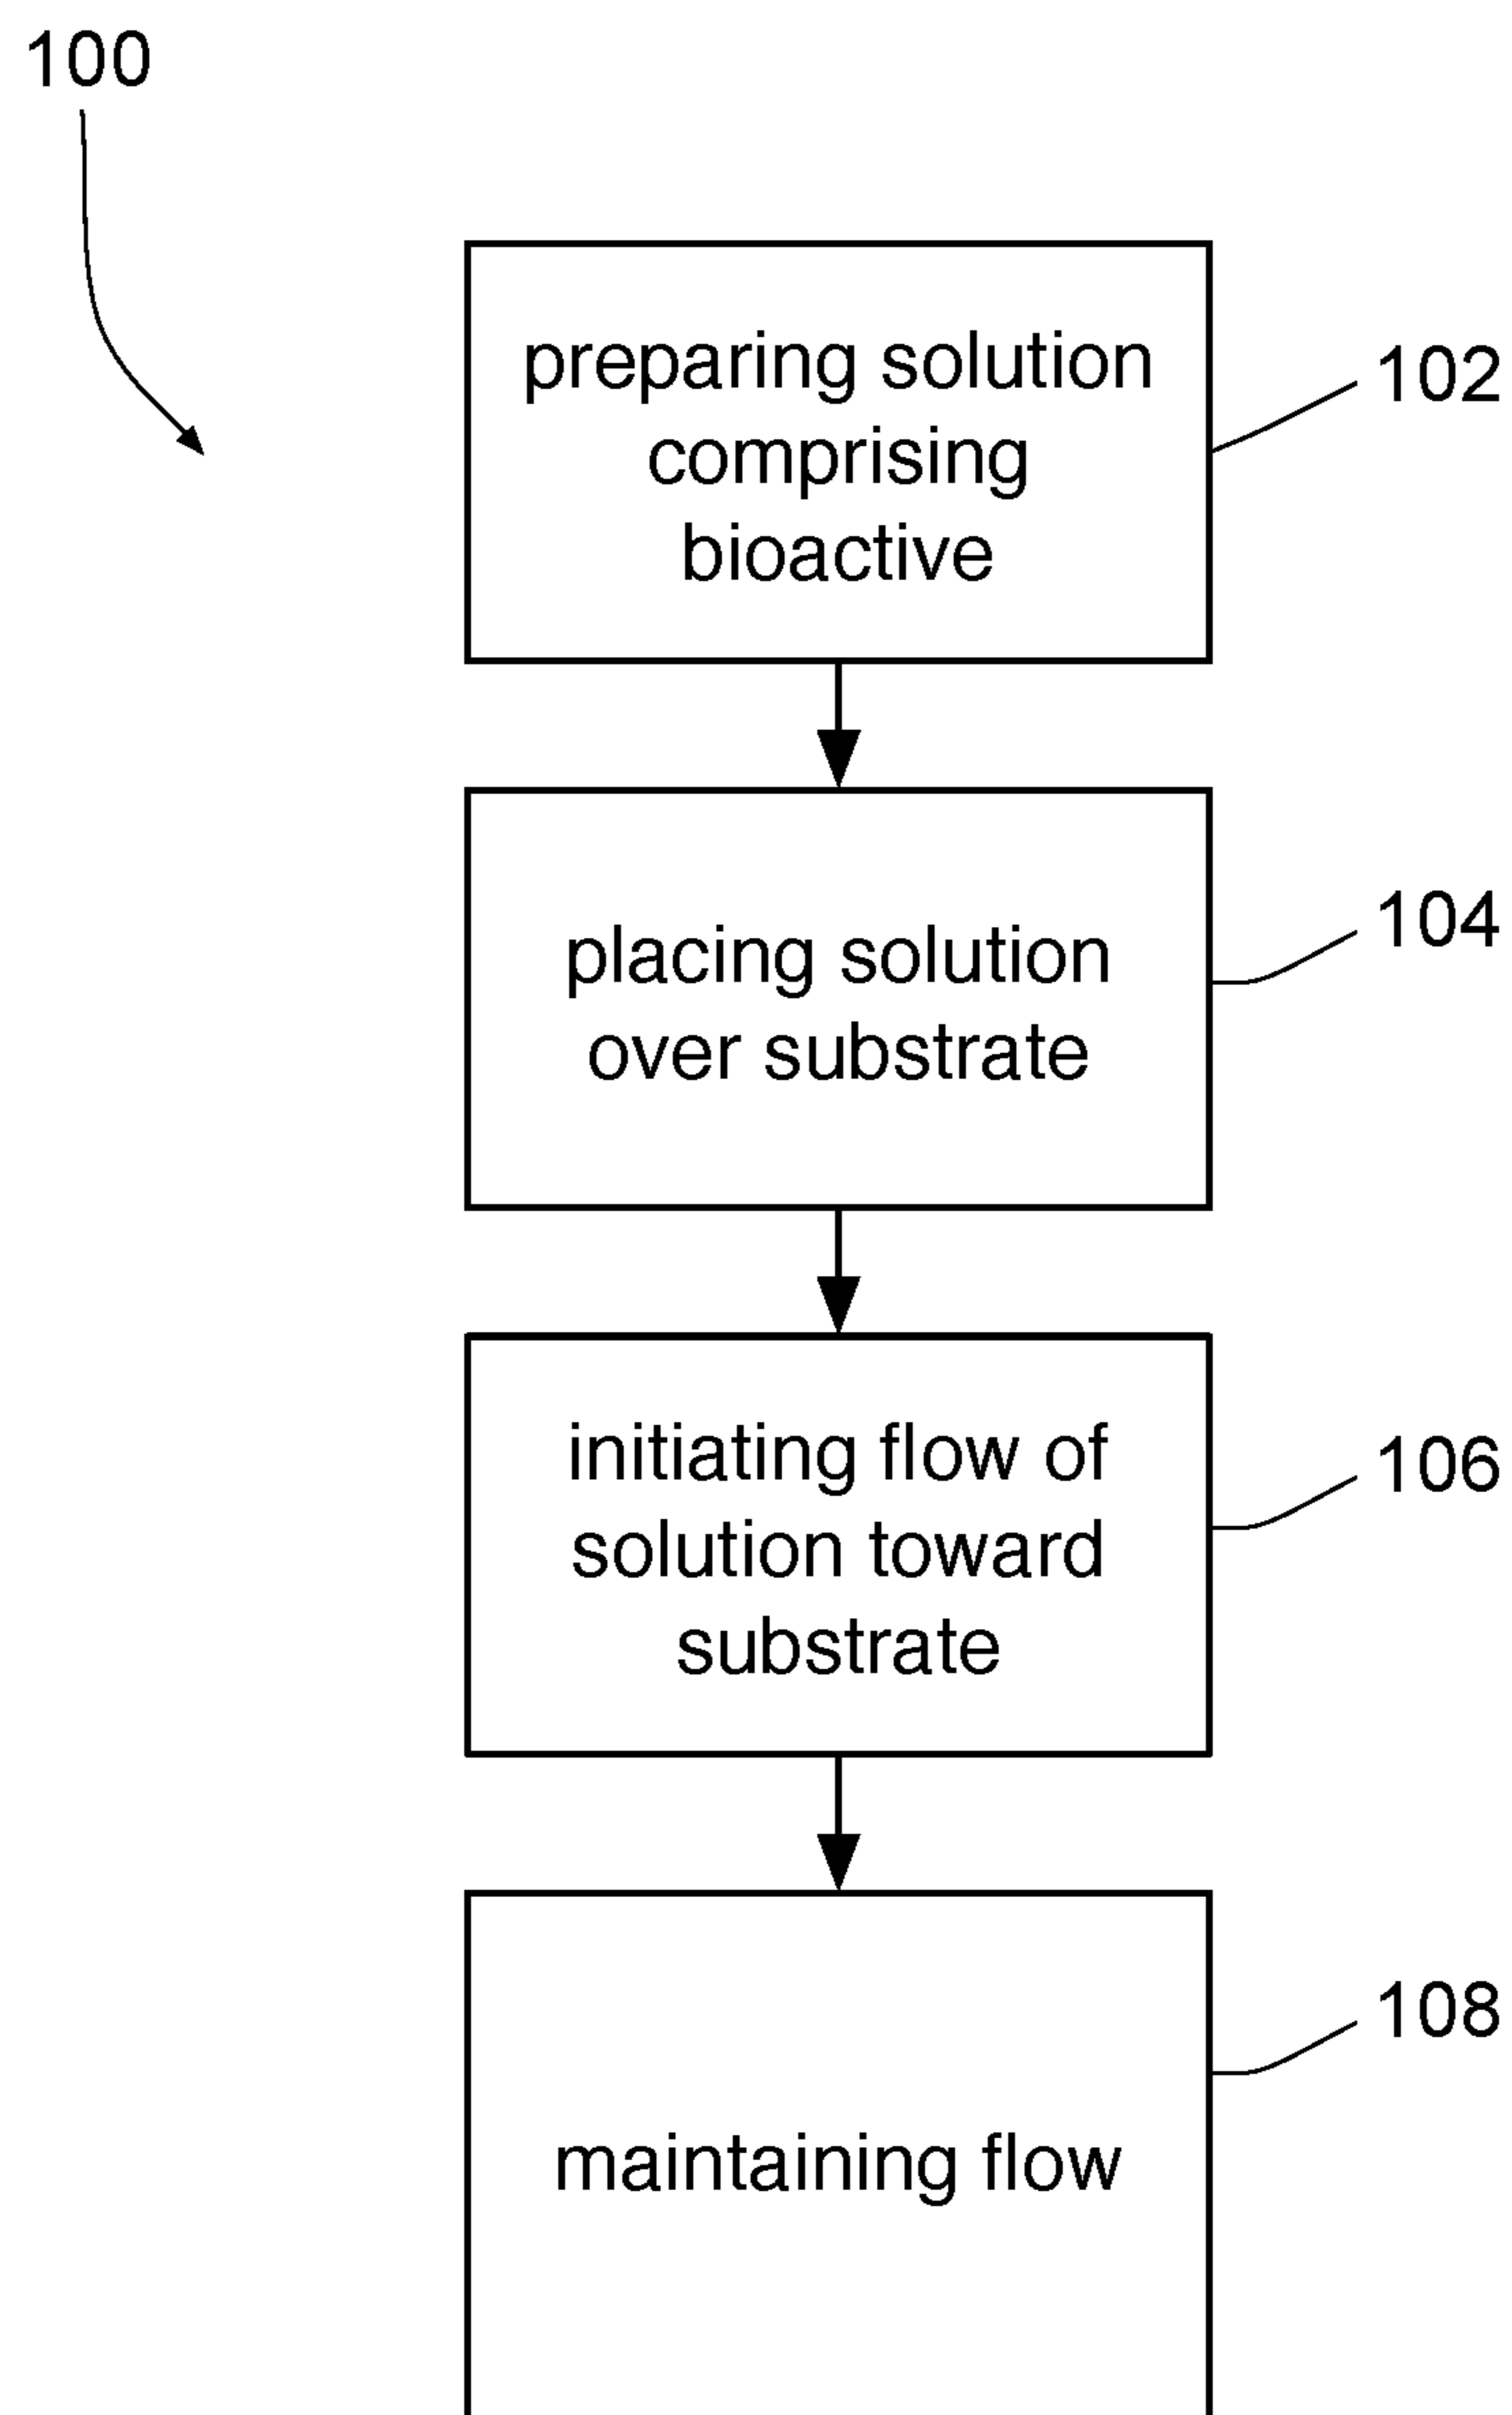 100
preparing solution
comprising
bioactive
102
placing solution
over substrate
104
initiating flow of
solution toward
substrate
106
maintaining flow
108